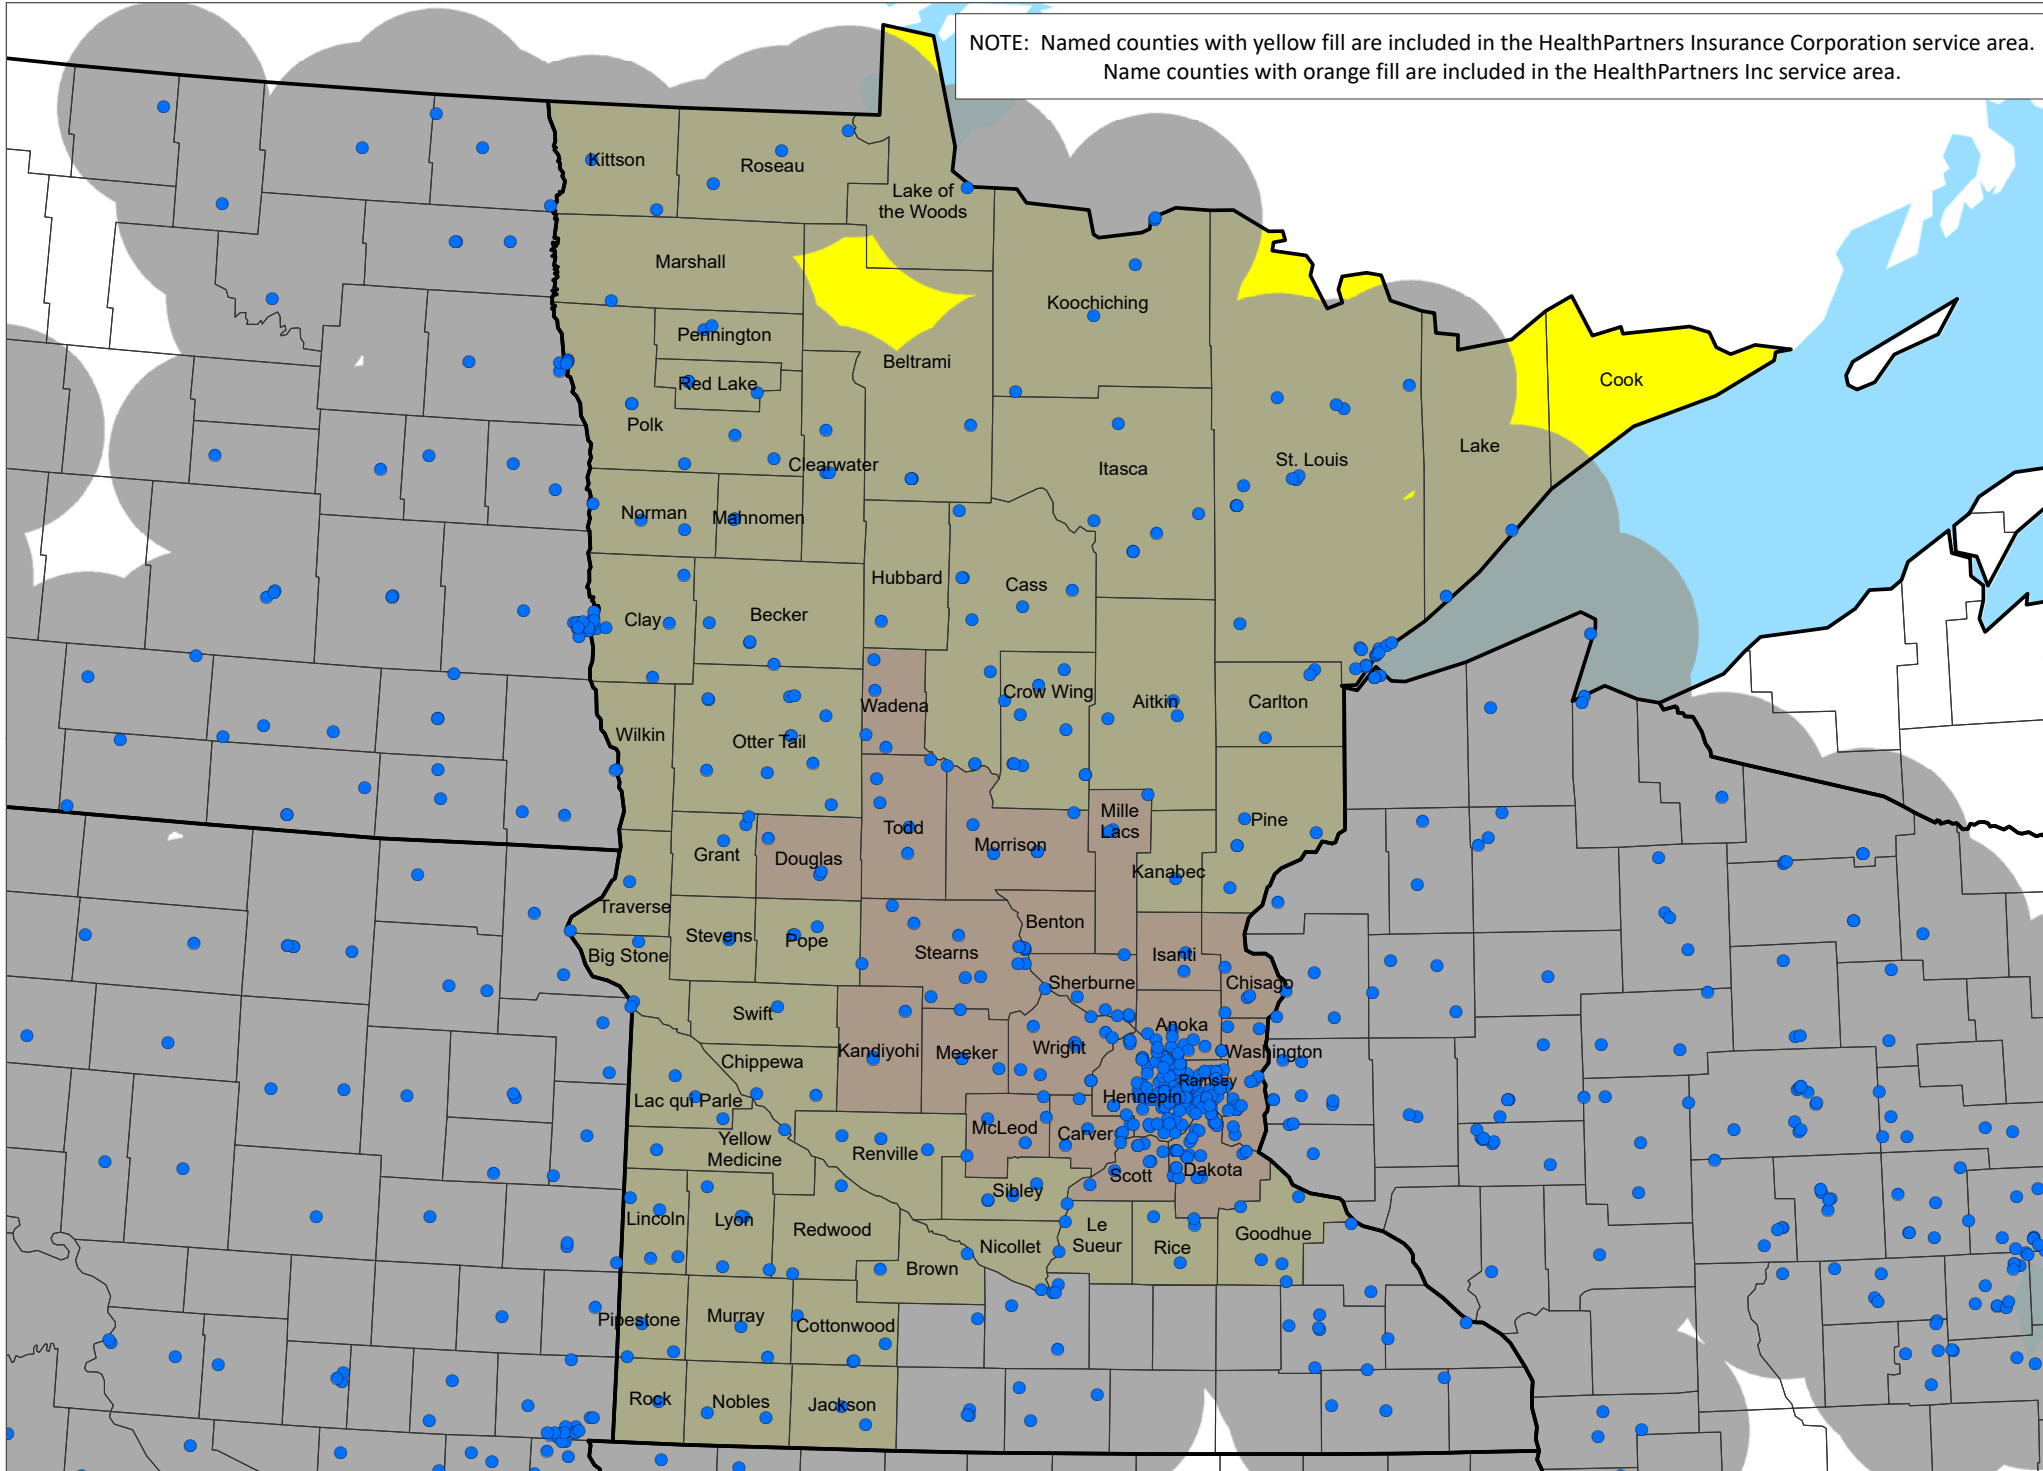 NOTE: Named counties with yellow fill are included in the HealthPartners Insurance Corporation service area.
Name counties with orange fill are included in the HealthPartners Inc service area.
Kittson
Roseau
Lake of
the Woods
Marshall
Koochiching
Pennington
Beltrami
Red Lake
Cook
Polk
Lake
Clearwater
Itasca
St. Louis
Norman
Mahnomen
Hubbard
Cass
Clay
Becker
Wadena
Crow Wing
Aitkin
Carlton
Wilkin
Otter Tail
Mille
Lacs
Pine
Todd
Morrison
Grant
Douglas
Kanabec
Traverse
Benton
Stevens
Pope
Big Stone
Stearns
Isanti
Sherburne
Chisago
Swift
Anoka
Kandiyohi
Meeker
Wright
Washington
Chippewa
Ramsey
Lac qui Parle
Hennepin
McLeod
Carver
Yellow
Medicine
Renville
Scott
Dakota
Sibley
Lincoln
Lyon
Redwood
Le
Sueur
Nicollet
Rice
Goodhue
Brown
Pipestone
Murray
Cottonwood
Rock
Nobles
Jackson